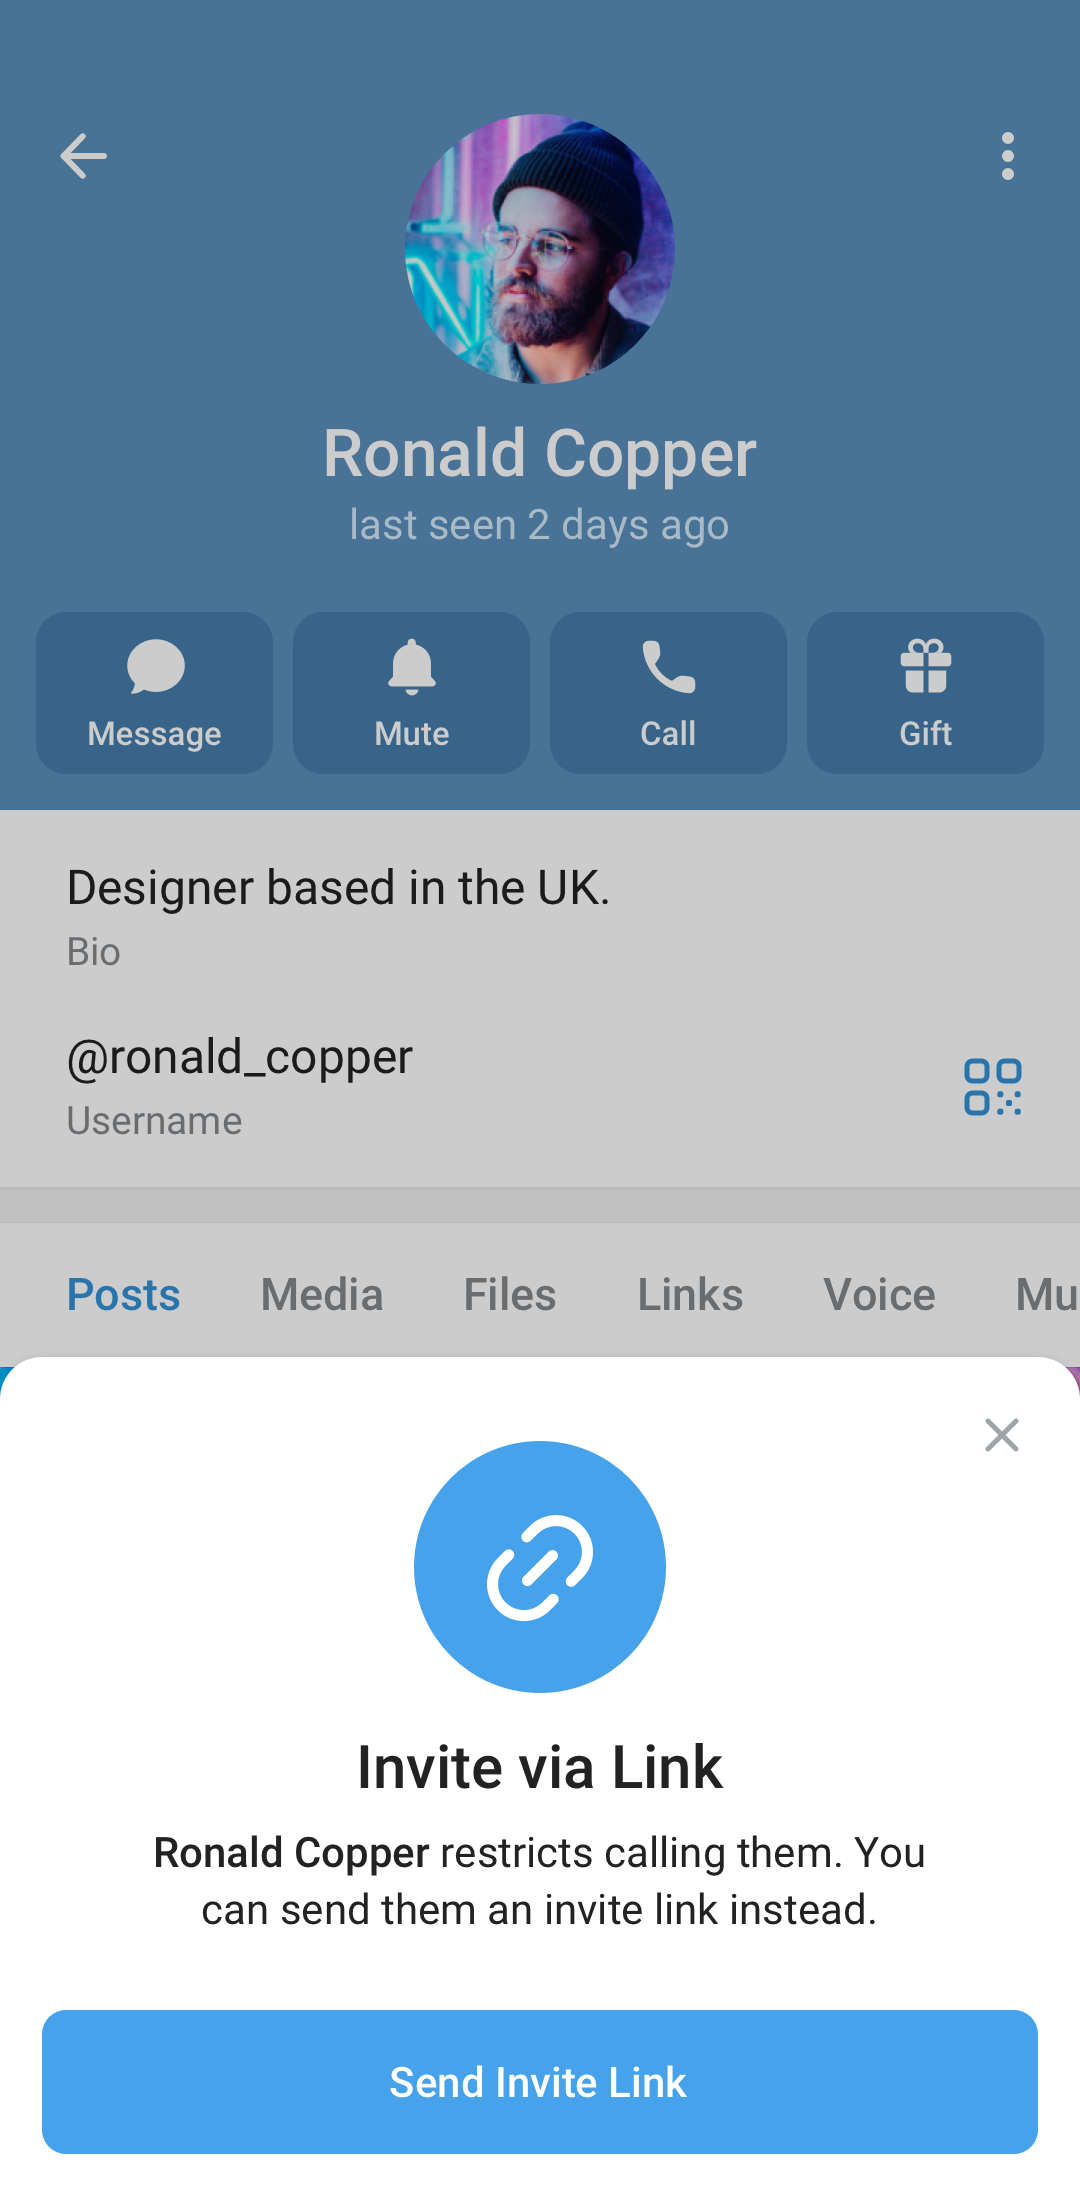 Ronald Copper
last seen 2 days ago
Message Mute Call Gift
Designer based in the UK.
Bio
@ronald_copper
Username
Posts Media Files Links Voice Mu
Invite via Link
Ronald Copper restricts calling them. You
can send them an invite link instead.
Send Invite Link